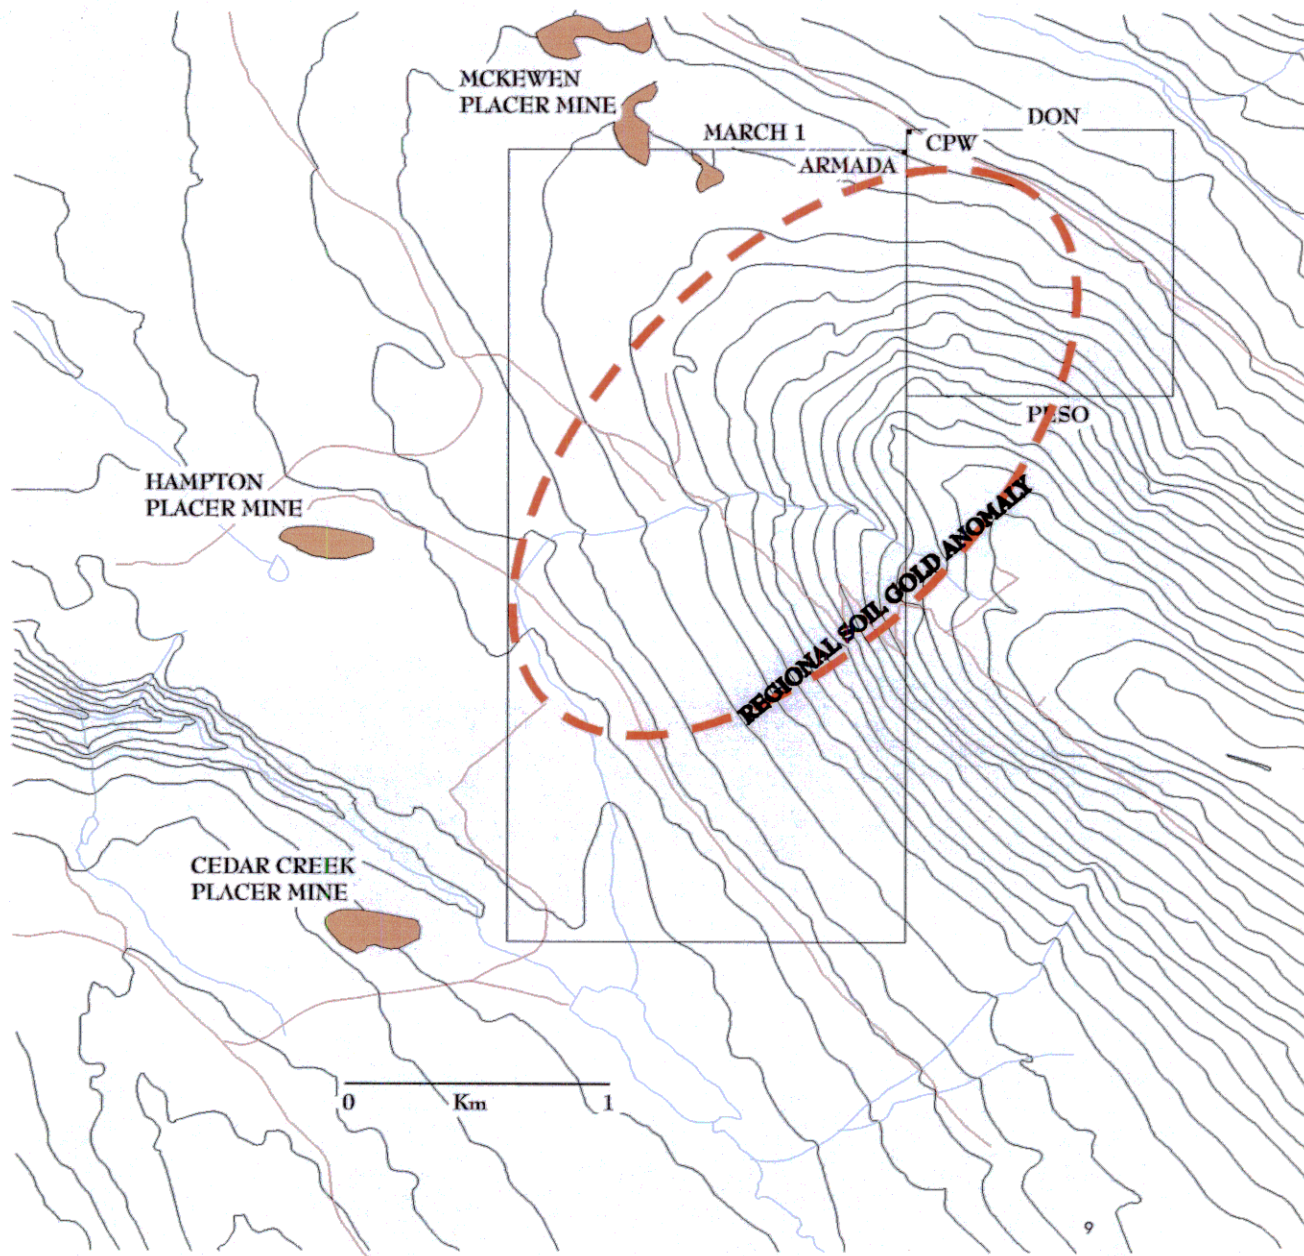 MCKEWEN
PLACER MINE
MARCH 1
DON
CPW
ARMADA
PESO
HAMPTON
PLACER MINE
REGIONAL SOIL GOLD ANOMALY
CEDAR CREEK
PLACER MINE
0 Km 1
9